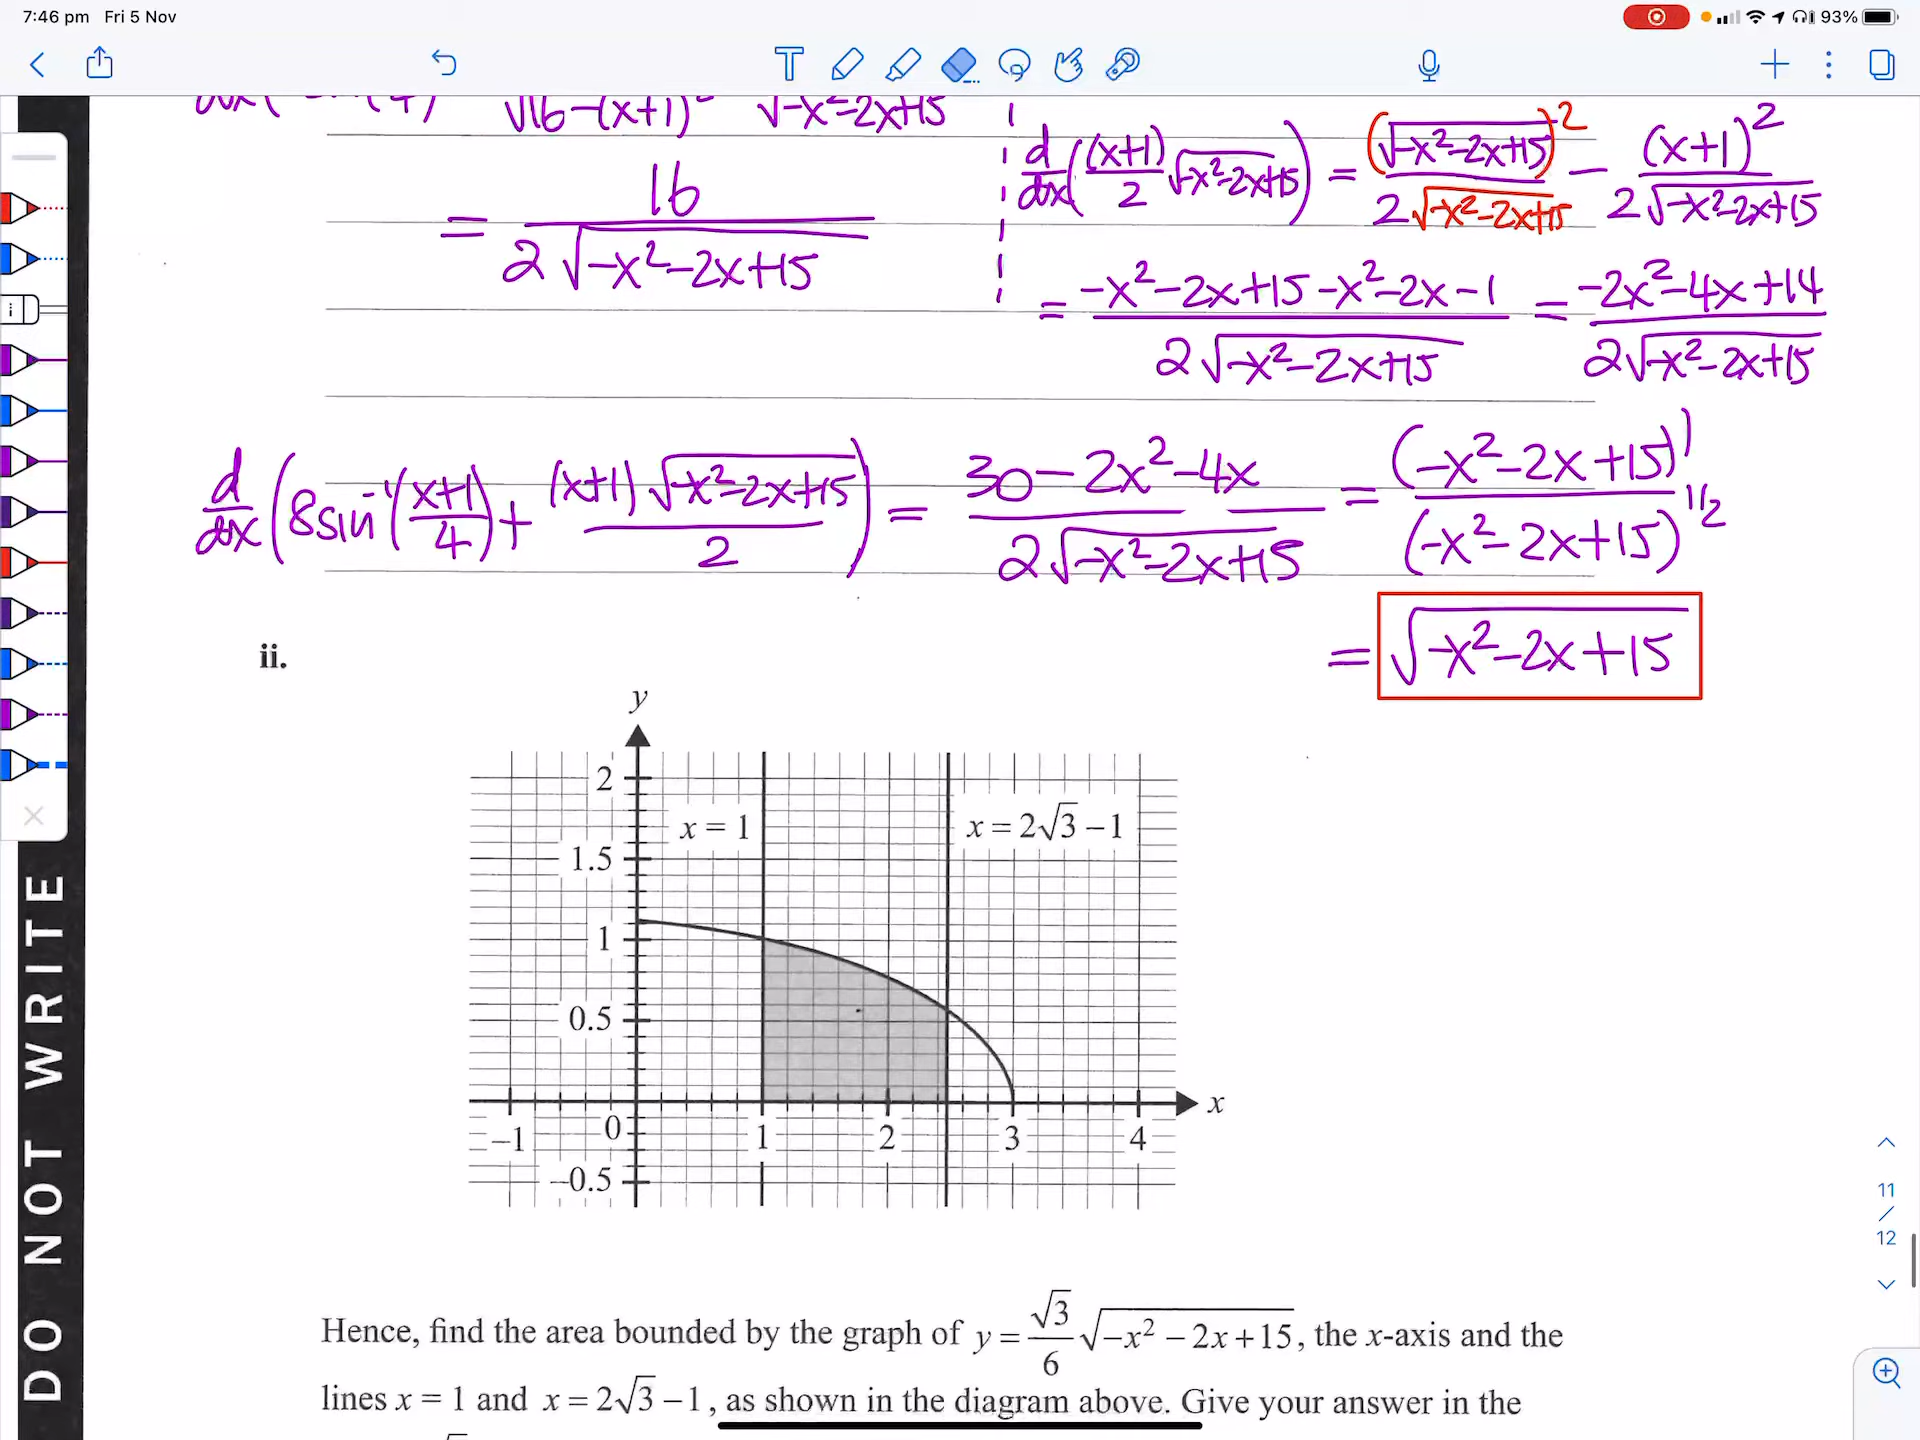 7:46 pm Fri 5 Nov
93%
√16-(x+1)² √-x²-2x+15
= 16 / 2√-x²-2x+15
d/dx((x+1)/2 √-x²-2x+15) = (√-x²-2x+15)² / 2√-x²-2x+15 - (x+1)² / 2√-x²-2x+15
= -x²-2x+15-x²-2x-1 / 2√-x²-2x+15 = -2x²-4x+14 / 2√-x²-2x+15
d/dx(8sin⁻¹((x+1)/4) + (x+1)√-x²-2x+15 / 2) = 30-2x²-4x / 2√-x²-2x+15 = (-x²-2x+15)¹ / (-x²-2x+15)^1/2
= √-x²-2x+15
ii.
y
2
x = 1
x = 2√3 – 1
1.5
1
0.5
x
–1
0
1
2
3
4
–0.5
Hence, find the area bounded by the graph of y = √3/6 √–x² – 2x + 15, the x-axis and the
lines x = 1 and x = 2√3 – 1, as shown in the diagram above. Give your answer in the
DO NOT WRITE
11
/
12